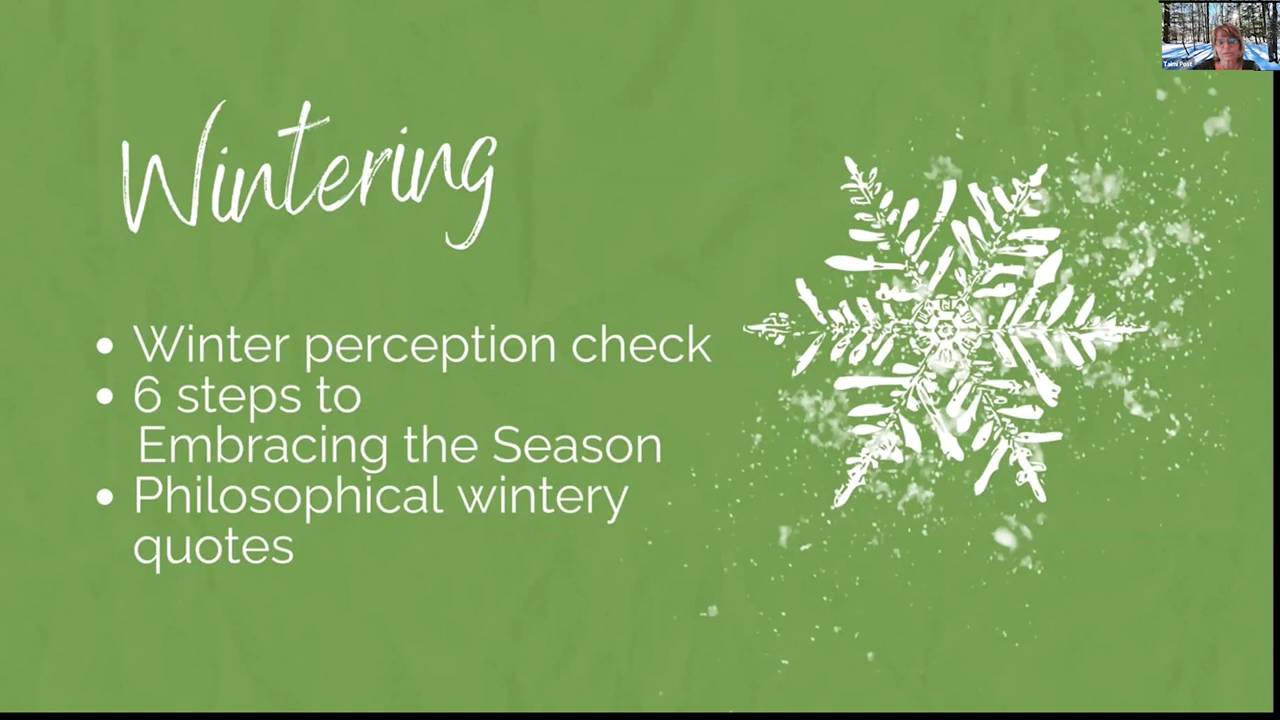 Wintering
• Winter perception check
• 6 steps to
Embracing the Season
• Philosophical wintery
quotes